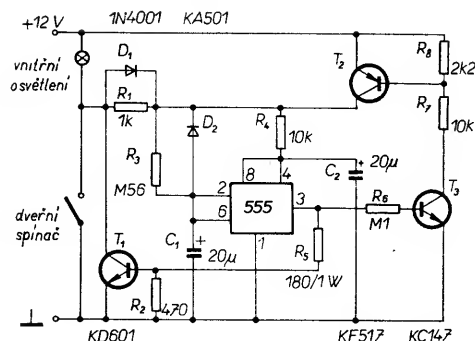 1N4001 KA501
+12 V
vnitřní
osvětlení
D1
R1
1k
D2
R3
M56
R4
10k
T2
R8
2k2
R7
10k
8
4
C2
+
20μ
2
6
555
3
1
R6
M1
T3
dveřní
spínač
T1
C1
+
20μ
R5
180/1 W
R2
470
KD601 KF517 KC147